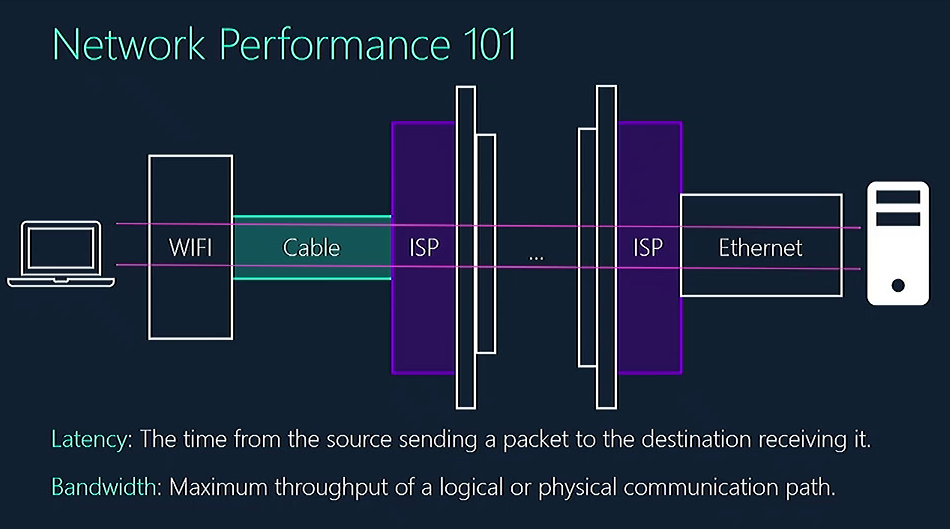 Network Performance 101
WIFI
Cable
ISP
...
ISP
Ethernet
Latency: The time from the source sending a packet to the destination receiving it.
Bandwidth: Maximum throughput of a logical or physical communication path.